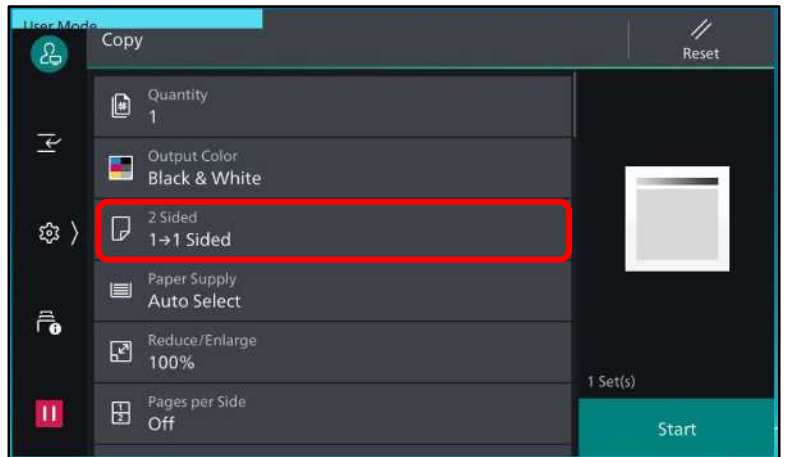 User Mode
Copy
Reset
Quantity
1
Output Color
Black & White
2 Sided
1→1 Sided
Paper Supply
Auto Select
Reduce/Enlarge
100%
Pages per Side
Off
1 Set(s)
Start